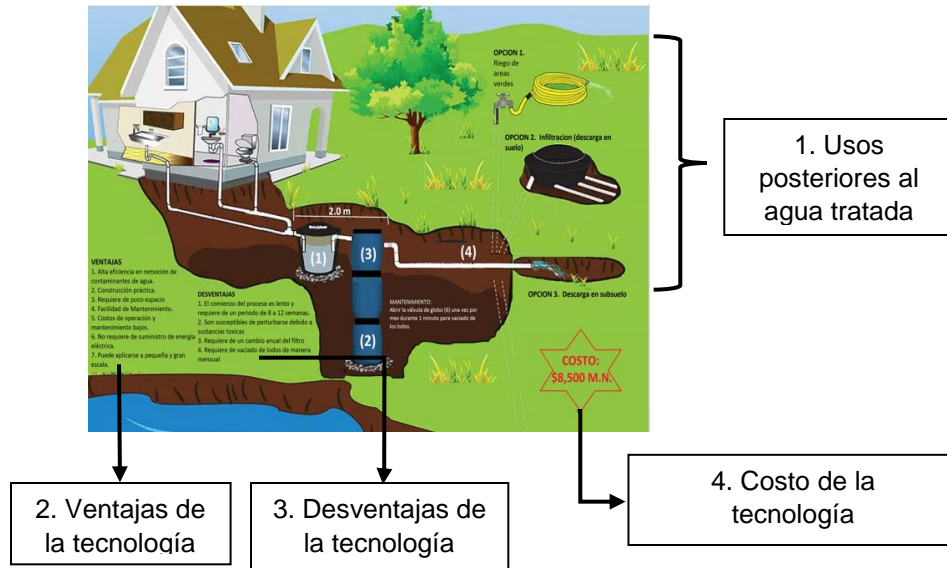 OPCION 1.
Riego de
areas
verdes
OPCION 2. Infiltracion (descarga en
suelo)
1. Usos
posteriores al
agua tratada
2.0 m
(1)
(3)
(4)
(2)
OPCION 3. Descarga en subsuelo
VENTAJAS
1. Alta eficiencia en remoción de
contaminantes de agua.
2. Construcción práctica.
3. Requiere de poco espacio
4. Facilidad de Mantenimiento.
5. Costos de operación y
mantenimiento bajos.
6. No requiere de suministro de energía
eléctrica.
7. Puede aplicarse a pequeña y gran
escala.
DESVENTAJAS
1. El comienzo del proceso es lento y
requiere de un periodo de 8 a 12 semanas.
2. Son susceptibles de perturbarse debido a
sustancias toxicas
3. Requiere de un cambio anual del filtro
4. Requiere de vaciado de lodos de manera
mensual
MANTENIMIENTO:
Abrir la válvula de globo (6) una vez por
mes durante 1 minuto para vaciado de
los lodos.
COSTO:
$8,500 M.N.
2. Ventajas de
la tecnología
3. Desventajas de
la tecnología
4. Costo de la
tecnología